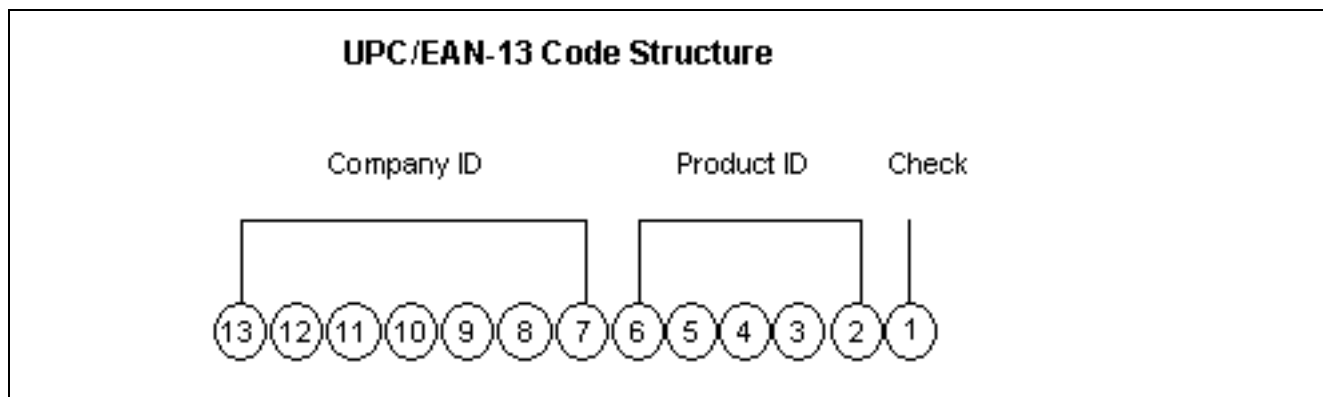 UPC/EAN-13 Code Structure
Company ID Product ID Check
13 12 11 10 9 8 7 6 5 4 3 2 1